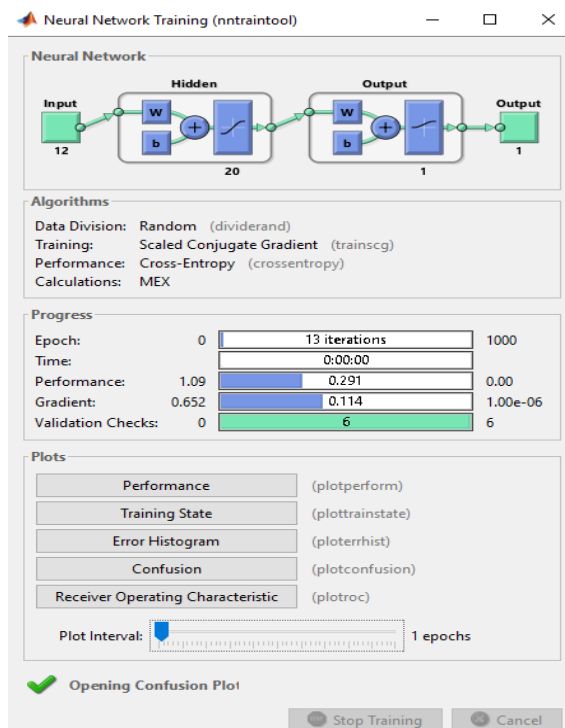 Neural Network Training (nntraintool)
Neural Network
Hidden Output
Input W b W b Output
12 20 1 1
Algorithms
Data Division: Random (dividerand)
Training: Scaled Conjugate Gradient (trainscg)
Performance: Cross-Entropy (crossentropy)
Calculations: MEX
Progress
Epoch: 0 13 iterations 1000
Time: 0:00:00
Performance: 1.09 0.291 0.00
Gradient: 0.652 0.114 1.00e-06
Validation Checks: 0 6 6
Plots
Performance (plotperform)
Training State (plottrainstate)
Error Histogram (ploterrhist)
Confusion (plotconfusion)
Receiver Operating Characteristic (plotroc)
Plot Interval: 1 epochs
Opening Confusion Plot
Stop Training Cancel